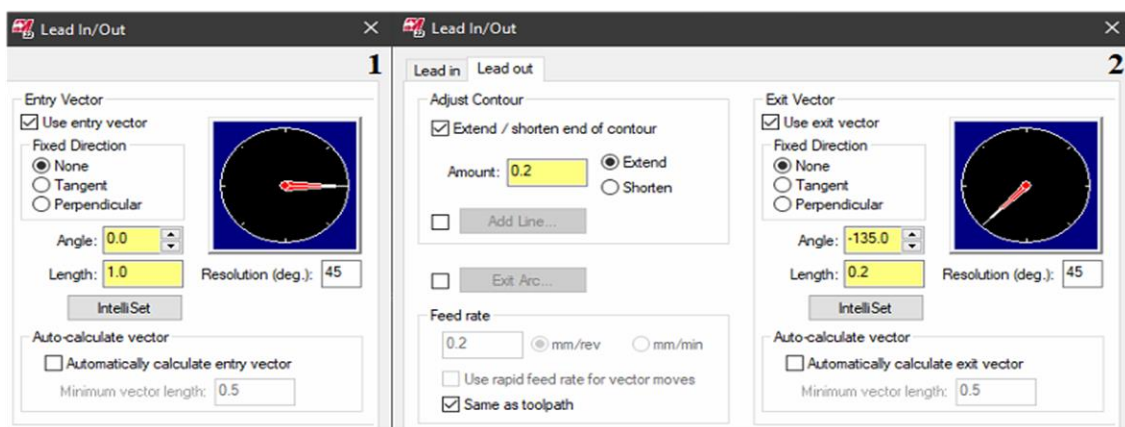 Lead In/Out
1
Entry Vector
Use entry vector
Fixed Direction
None
Tangent
Perpendicular
Angle: 0.0
Length: 1.0
Resolution (deg.): 45
IntelliSet
Auto-calculate vector
Automatically calculate entry vector
Minimum vector length: 0.5
Lead In/Out
2
Lead in Lead out
Adjust Contour
Extend / shorten end of contour
Amount: 0.2
Extend
Shorten
Add Line...
Exit Arc...
Feed rate
0.2 mm/rev mm/min
Use rapid feed rate for vector moves
Same as toolpath
Exit Vector
Use exit vector
Fixed Direction
None
Tangent
Perpendicular
Angle: -135.0
Length: 0.2
Resolution (deg.): 45
IntelliSet
Auto-calculate vector
Automatically calculate exit vector
Minimum vector length: 0.5